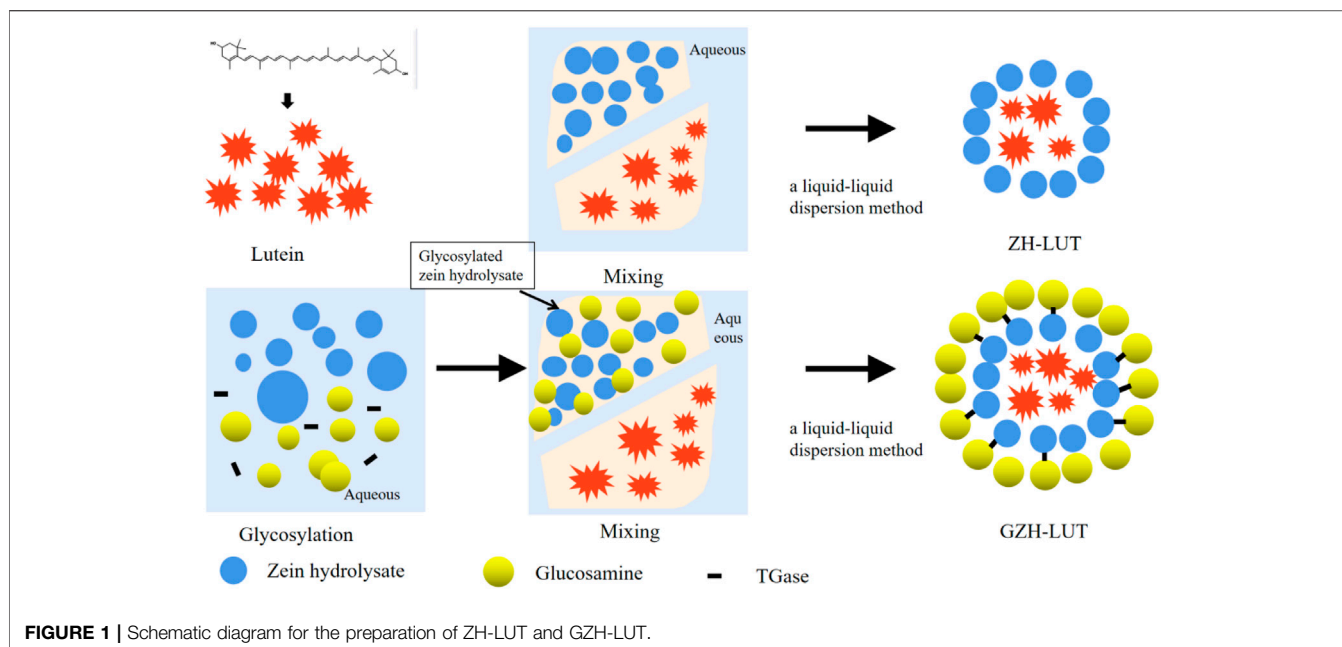 HO
OH
Aqueous
a liquid-liquid
dispersion method
Lutein
Glycosylated
zein hydrolysate
Mixing
ZH-LUT
Aqu
eous
a liquid-liquid
dispersion method
Aqueous
Glycosylation
Mixing
GZH-LUT
Zein hydrolysate
Glucosamine
TGase
FIGURE 1 | Schematic diagram for the preparation of ZH-LUT and GZH-LUT.